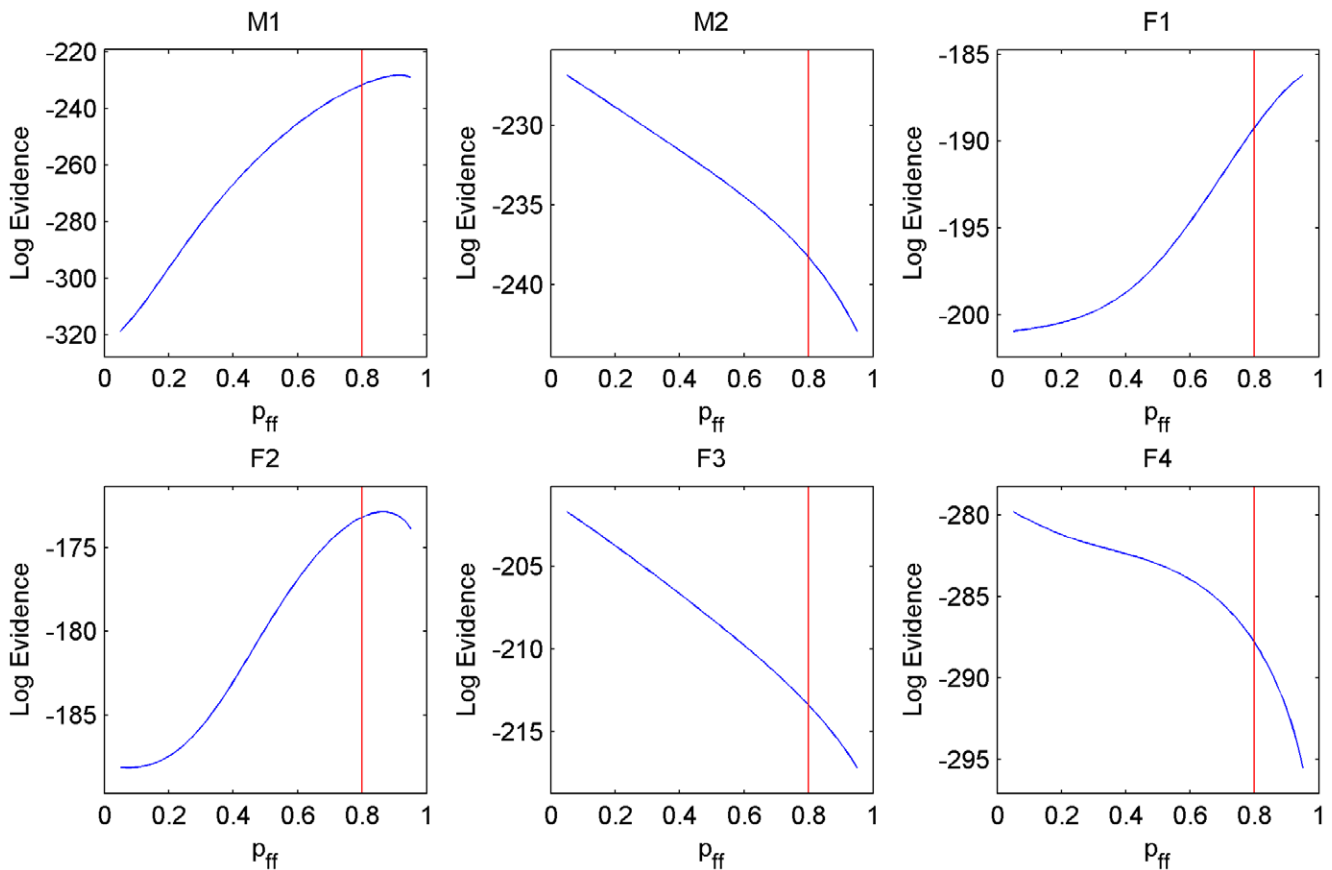 M1
-220
-240
-260
-280
-300
-320
Log Evidence
0 0.2 0.4 0.6 0.8 1
p_ff
M2
-230
-235
-240
Log Evidence
0 0.2 0.4 0.6 0.8 1
p_ff
F1
-185
-190
-195
-200
Log Evidence
0 0.2 0.4 0.6 0.8 1
p_ff
F2
-175
-180
-185
Log Evidence
0 0.2 0.4 0.6 0.8 1
p_ff
F3
-205
-210
-215
Log Evidence
0 0.2 0.4 0.6 0.8 1
p_ff
F4
-280
-285
-290
-295
Log Evidence
0 0.2 0.4 0.6 0.8 1
p_ff